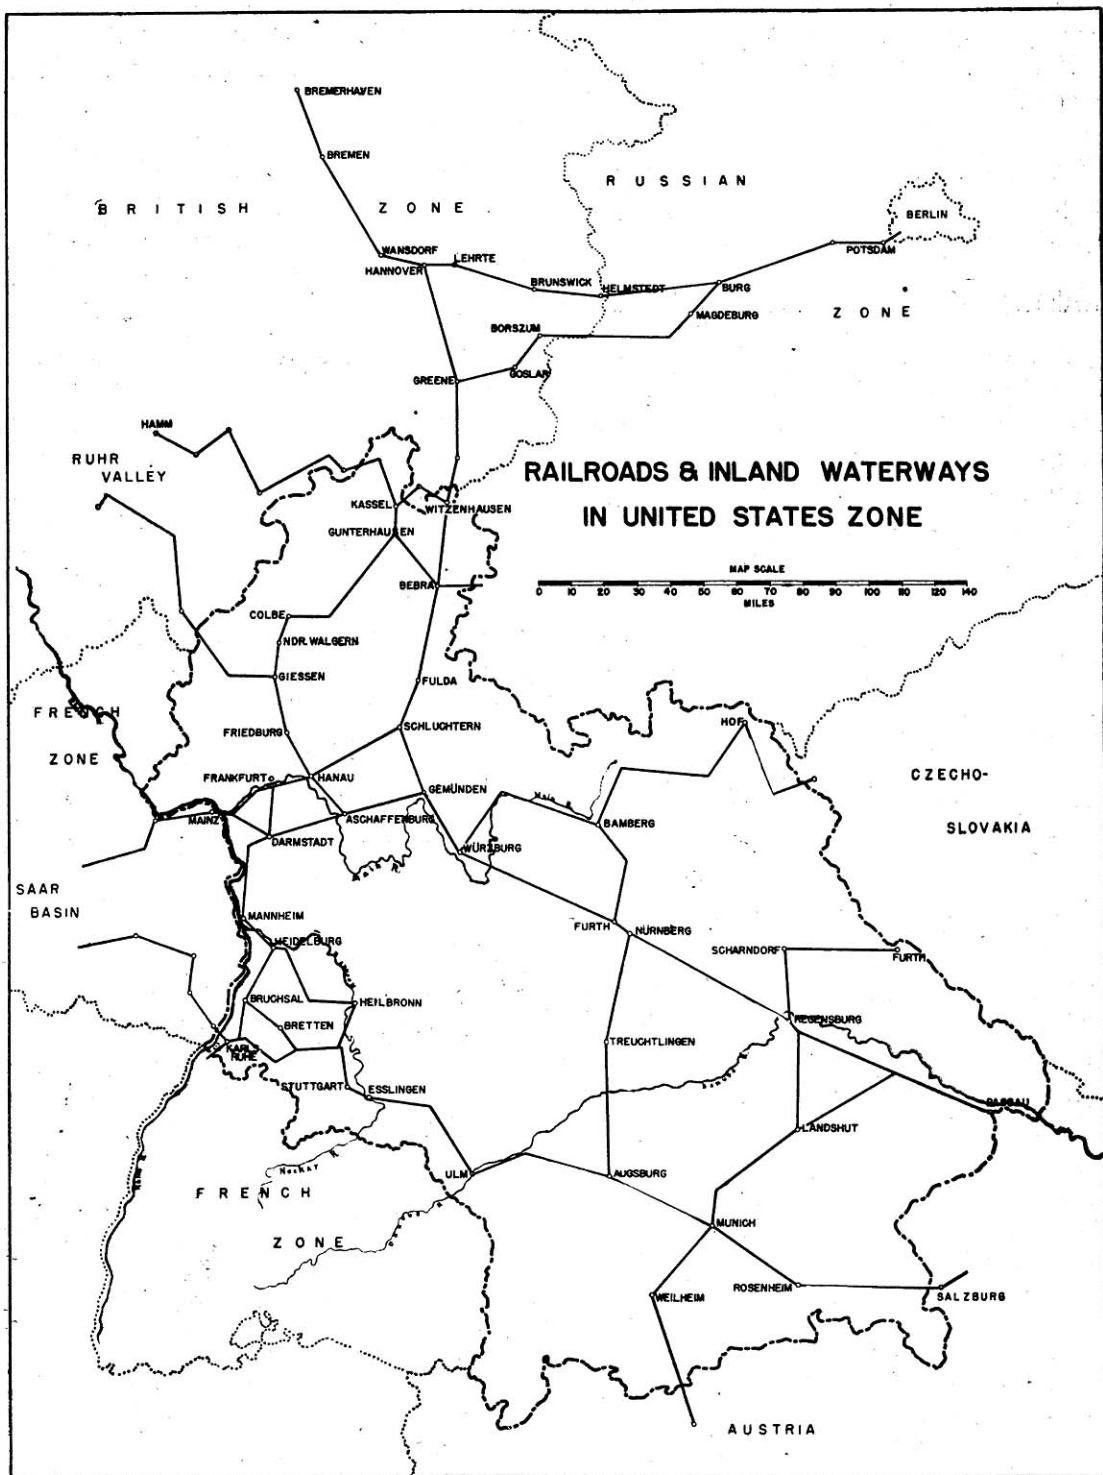 BREMERHAVEN
BREMEN
RUSSIAN
BRITISH ZONE
BERLIN
WANSDORF
LEHRTE
POTSDAM
HANNOVER
BRUNSWICK
HELMSTEDT
BURG
ZONE
MAGDEBURG
BORSZUM
GOSLAR
GREENE
HAMM
RUHR
VALLEY
RAILROADS & INLAND WATERWAYS
IN UNITED STATES ZONE
KASSEL
WITZENHAUSEN
GUNTERHAUSEN
MAP SCALE
0 10 20 30 40 50 60 70 80 90 100 110 120 140
MILES
BEBRA
COLBE
NDR. WALGERN
GIESSEN
FULDA
FRENCH
ZONE
FRIEDBURG
SCHLUCHTERN
HOF
FRANKFURT
HANAU
GEMÜNDEN
CZECHO-
SLOVAKIA
Main R.
MAINZ
ASCHAFFENBURG
BAMBERG
DARMSTADT
WÜRZBURG
Main R.
SAAR
BASIN
MANNHEIM
HEIDELBURG
FURTH
NÜRNBERG
SCHARNDORF
FURTH
BRUCHSAL
HEILBRONN
BRETTEN
REGENSBURG
KARLS
RUHE
TREUCHTLINGEN
STUTTGART
ESSLINGEN
PASSAU
LANDSHUT
Neckar R.
ULM
AUGSBURG
FRENCH
ZONE
MUNICH
WEILHEIM
ROSENHEIM
SALZBURG
AUSTRIA